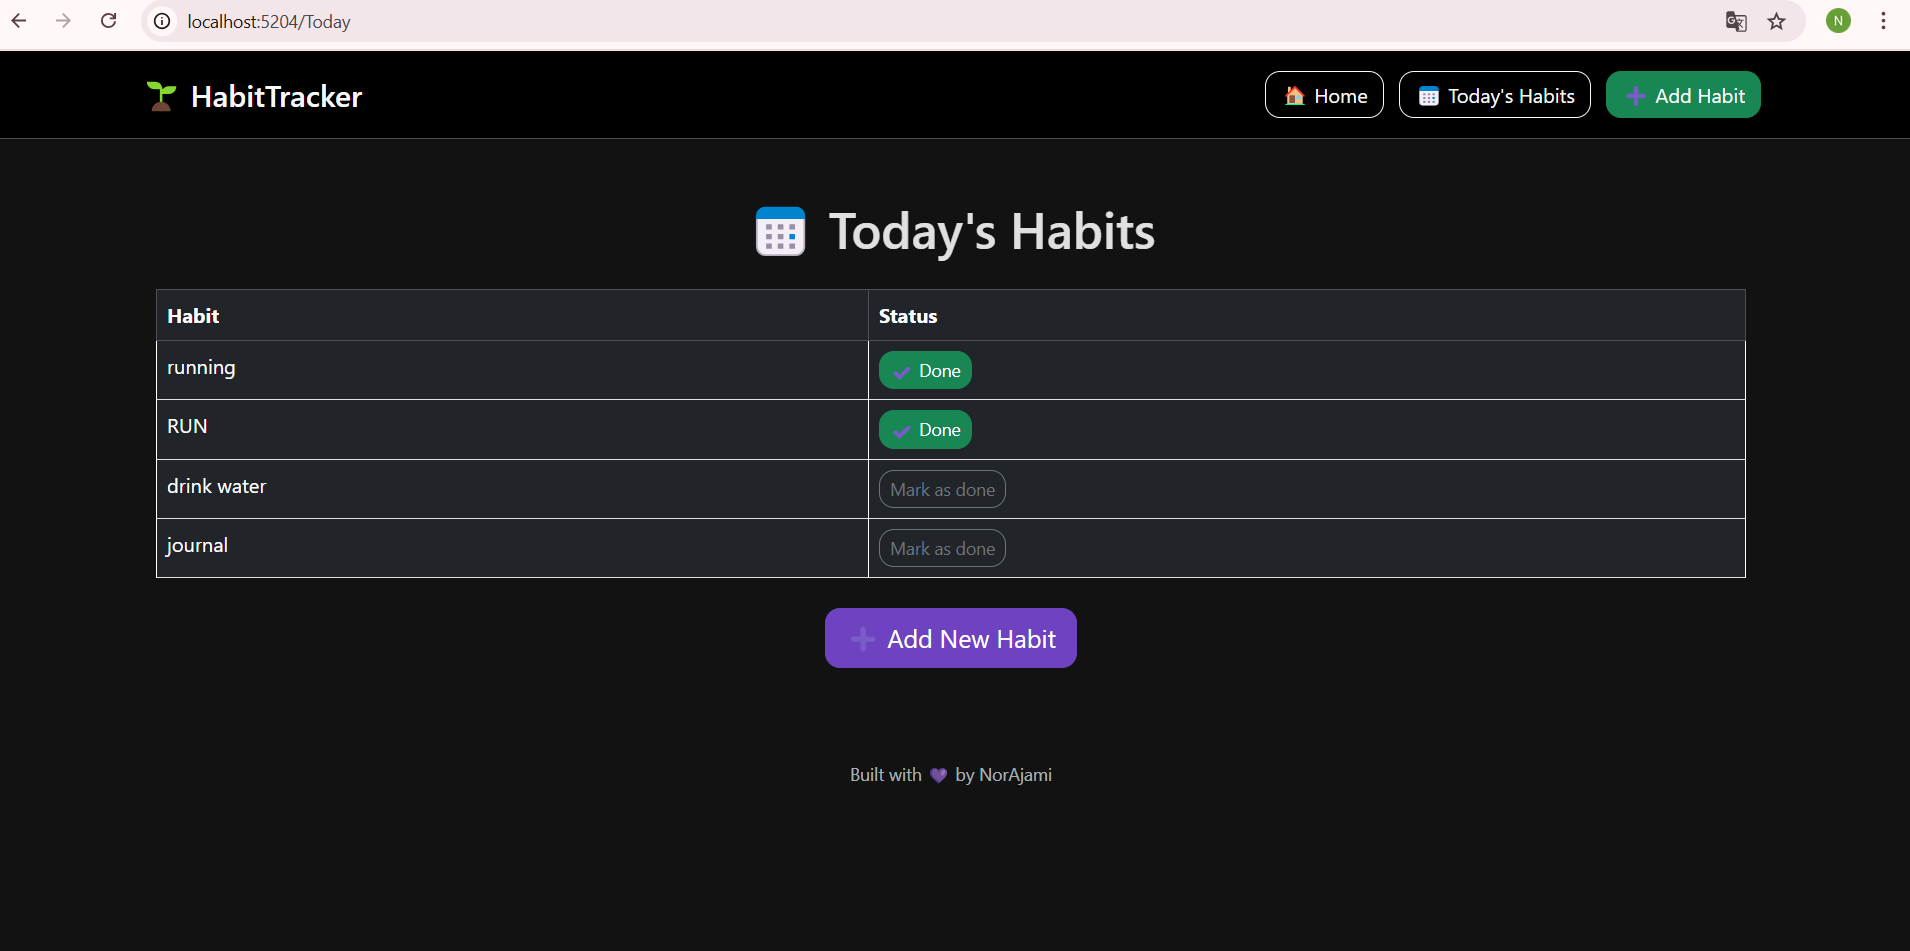 localhost:5204/Today
N
HabitTracker
Home
Today's Habits
Add Habit
Today's Habits
Habit Status
running Done
RUN Done
drink water Mark as done
journal Mark as done
Add New Habit
Built with 💜 by NorAjami